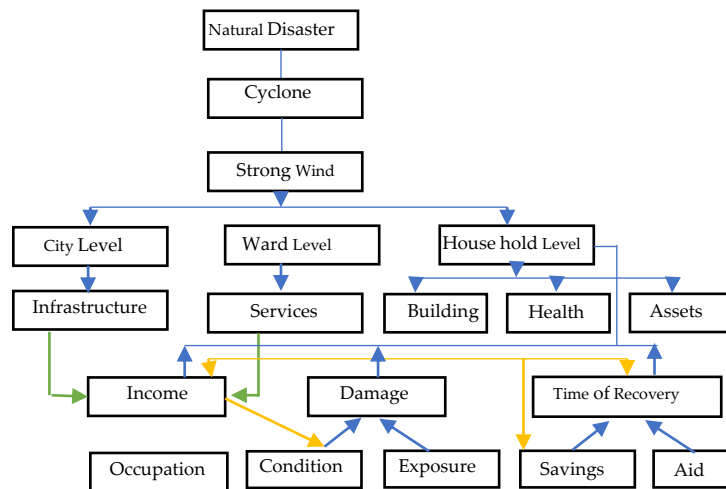 Natural Disaster
Cyclone
Strong Wind
City Level
Ward Level
House hold Level
Infrastructure
Services
Building
Health
Assets
Income
Damage
Time of Recovery
Occupation
Condition
Exposure
Savings
Aid